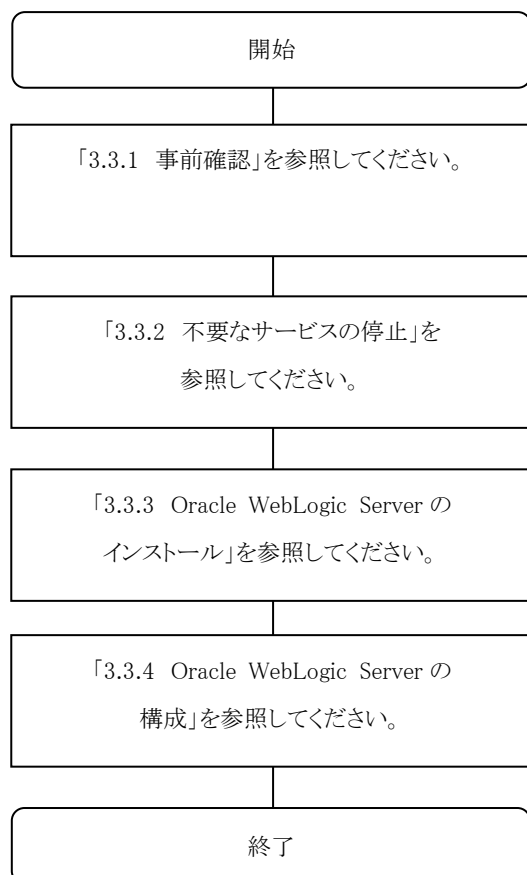 開始
「3.3.1 事前確認」を参照してください。
「3.3.2 不要なサービスの停止」を
参照してください。
「3.3.3 Oracle WebLogic Server の
インストール」を参照してください。
「3.3.4 Oracle WebLogic Server の
構成」を参照してください。
終了